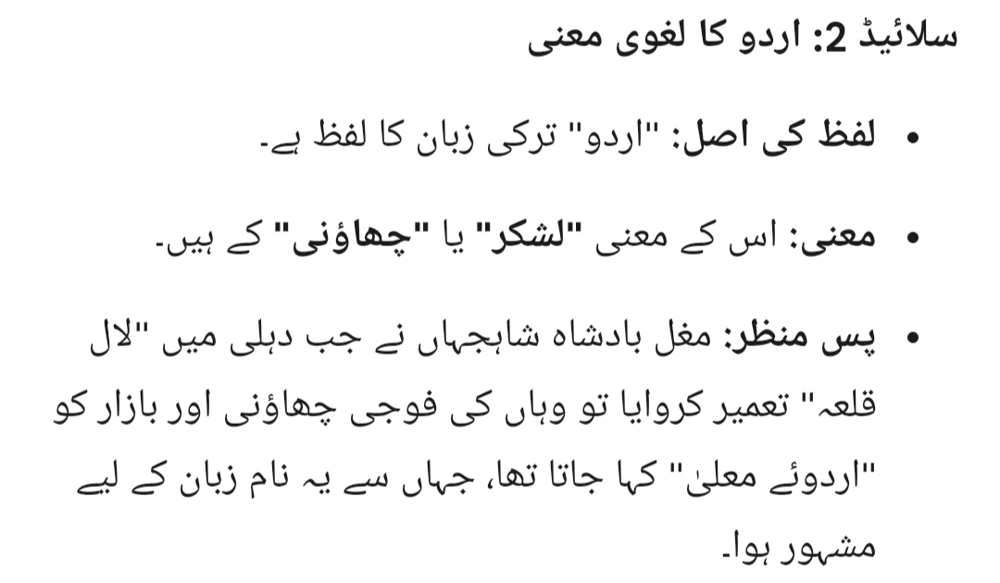 سلائیڈ 2: اردو کا لغوی معنی
• لفظ کی اصل: "اردو" ترکی زبان کا لفظ ہے۔
• معنی: اس کے معنی "لشکر" یا "چھاؤنی" کے ہیں۔
• پس منظر: مغل بادشاہ شاہجہاں نے جب دہلی میں "لال
قلعہ" تعمیر کروایا تو وہاں کی فوجی چھاؤنی اور بازار کو
"اردوئے معلیٰ" کہا جاتا تھا، جہاں سے یہ نام زبان کے لیے
مشہور ہوا۔